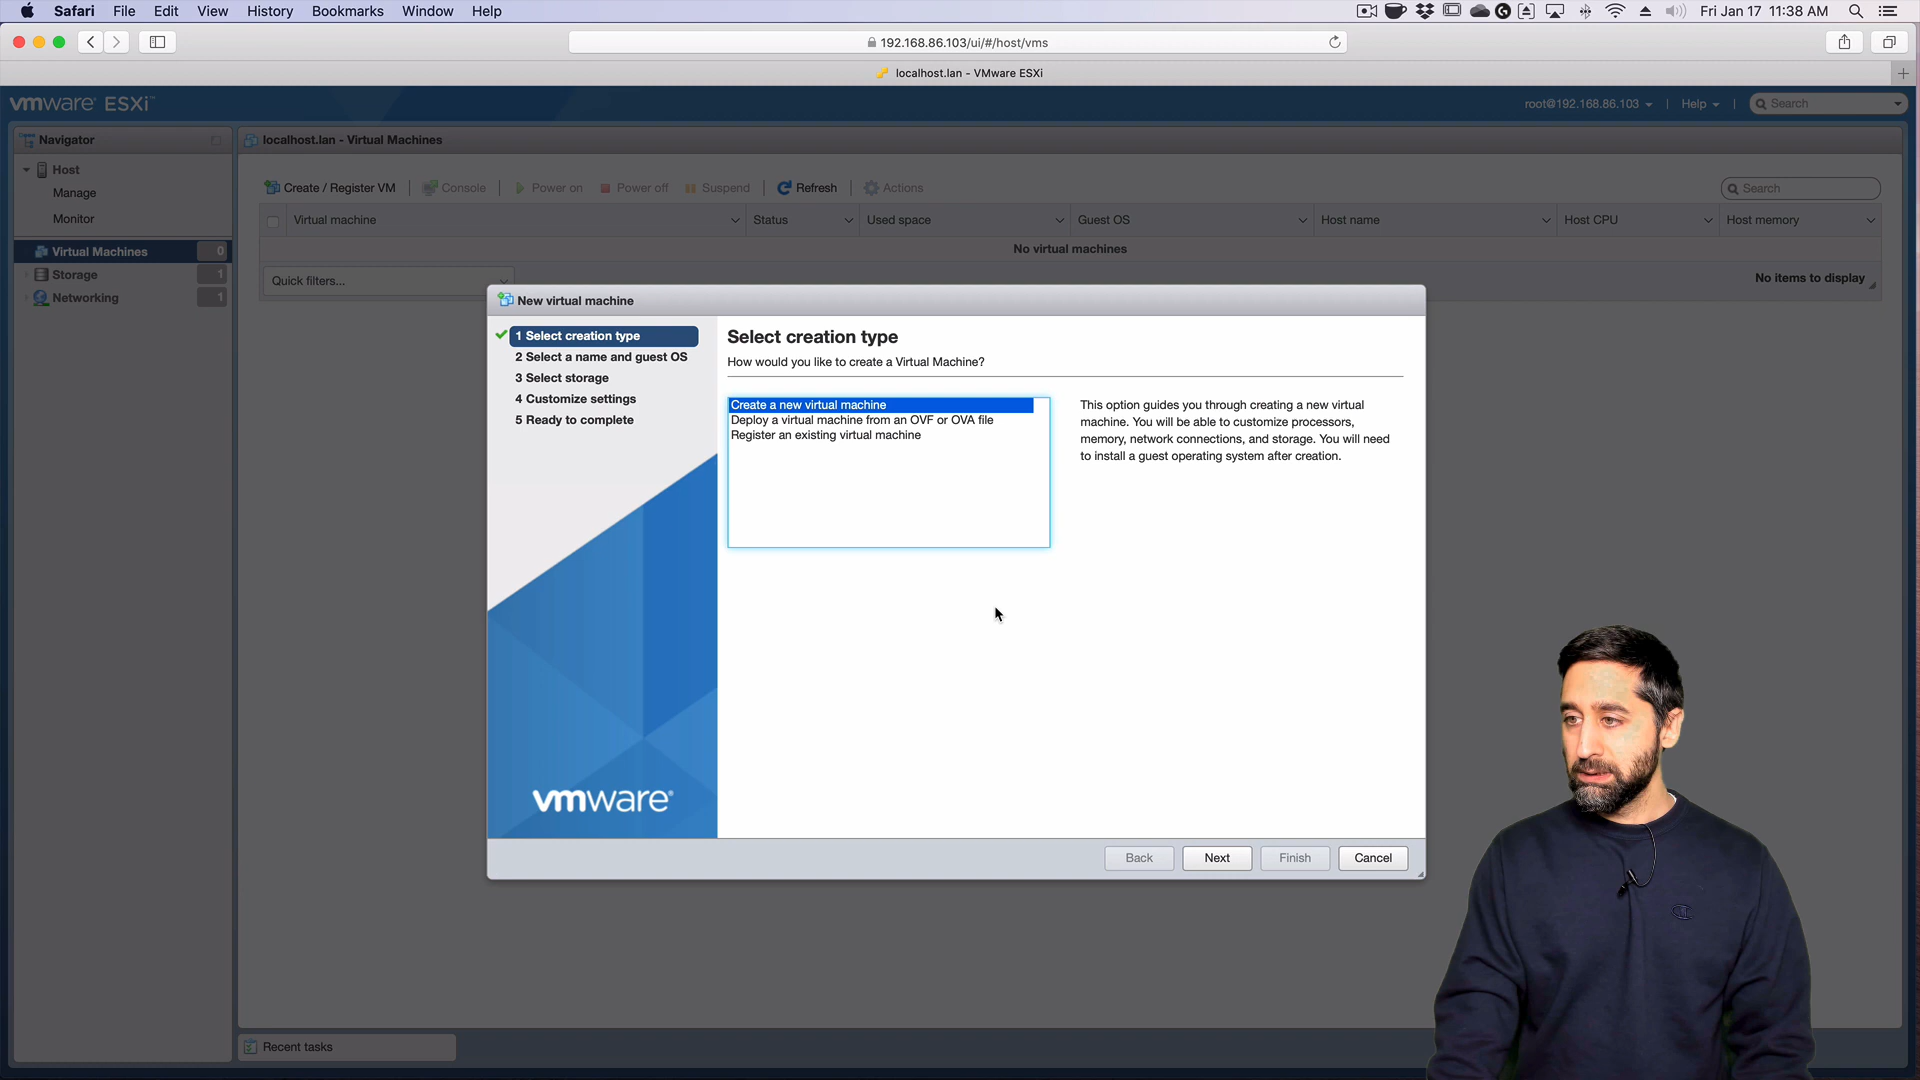 Safari File Edit View History Bookmarks Window Help Fri Jan 17 11:38 AM
192.168.86.103/ui/#/host/vms
localhost.lan - VMware ESXi
vmware ESXi™ root@192.168.86.103 | Help | Search
Navigator
localhost.lan - Virtual Machines
Host
Manage
Monitor
Virtual Machines 0
Storage 1
Networking 1
Create / Register VM | Console | Power on Power off Suspend | Refresh | Actions Search
Virtual machine Status Used space Guest OS Host name Host CPU Host memory
No virtual machines
Quick filters... No items to display
New virtual machine
1 Select creation type
2 Select a name and guest OS
3 Select storage
4 Customize settings
5 Ready to complete
Select creation type
How would you like to create a Virtual Machine?
Create a new virtual machine
Deploy a virtual machine from an OVF or OVA file
Register an existing virtual machine
This option guides you through creating a new virtual
machine. You will be able to customize processors,
memory, network connections, and storage. You will need
to install a guest operating system after creation.
vmware®
Back Next Finish Cancel
Recent tasks